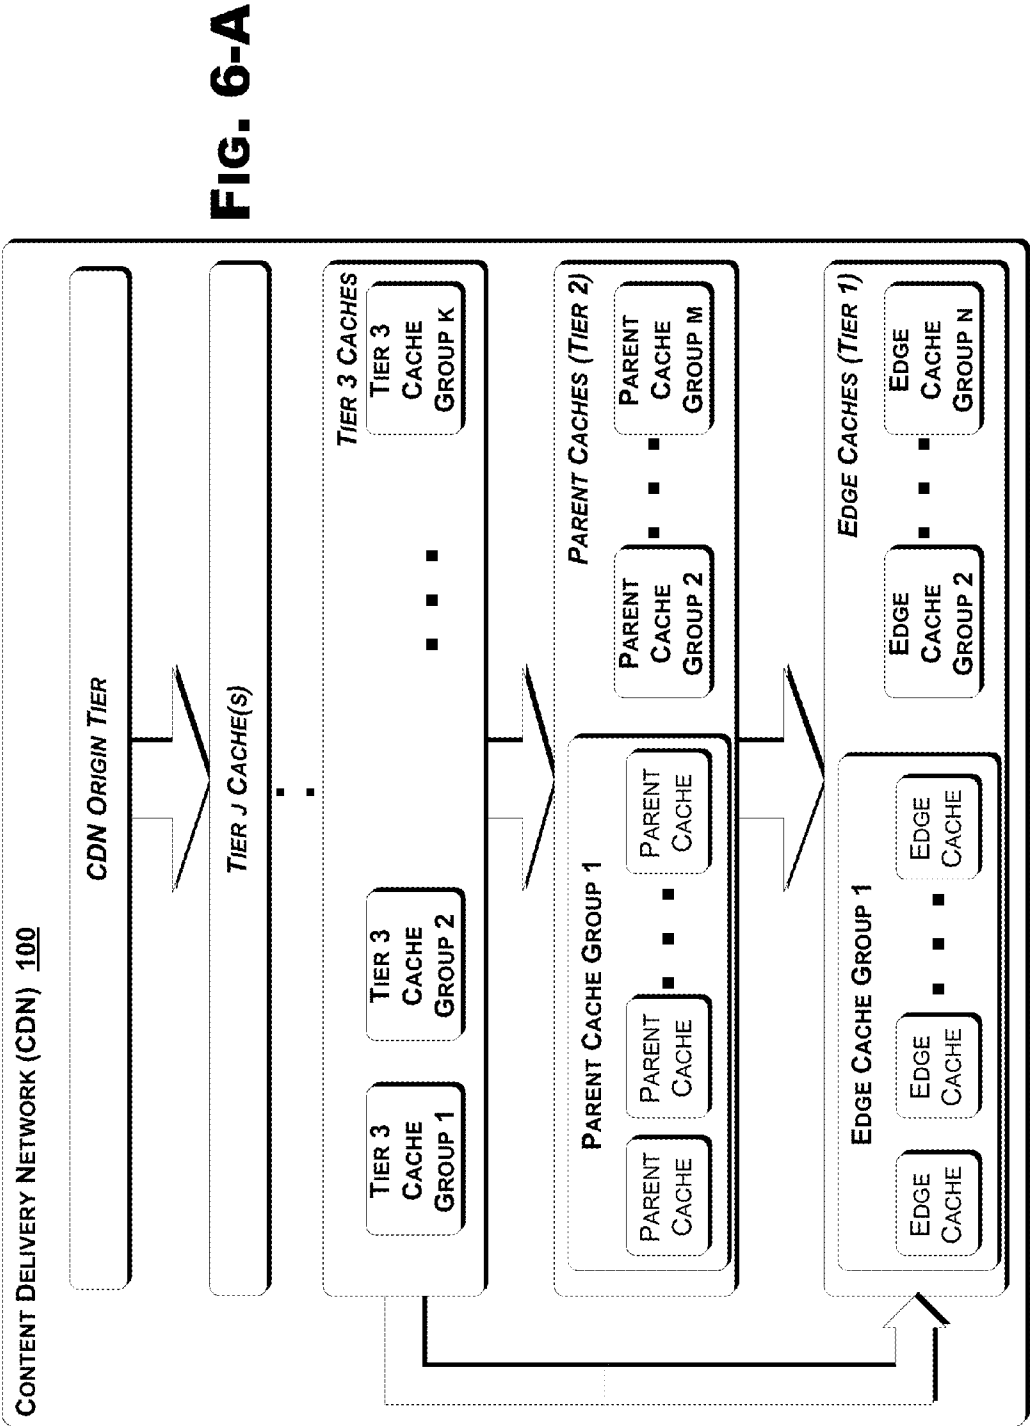 CONTENT DELIVERY NETWORK (CDN) 100
CDN ORIGIN TIER
TIER J CACHE(S)
TIER 3 CACHES
TIER 3
CACHE
GROUP 1
TIER 3
CACHE
GROUP 2
TIER 3
CACHE
GROUP K
PARENT CACHES (TIER 2)
PARENT CACHE GROUP 1
PARENT
CACHE
PARENT
CACHE
PARENT
CACHE
PARENT
CACHE
GROUP 2
PARENT
CACHE
GROUP M
EDGE CACHES (TIER 1)
EDGE CACHE GROUP 1
EDGE
CACHE
EDGE
CACHE
EDGE
CACHE
EDGE
CACHE
GROUP 2
EDGE
CACHE
GROUP N
FIG. 6-A